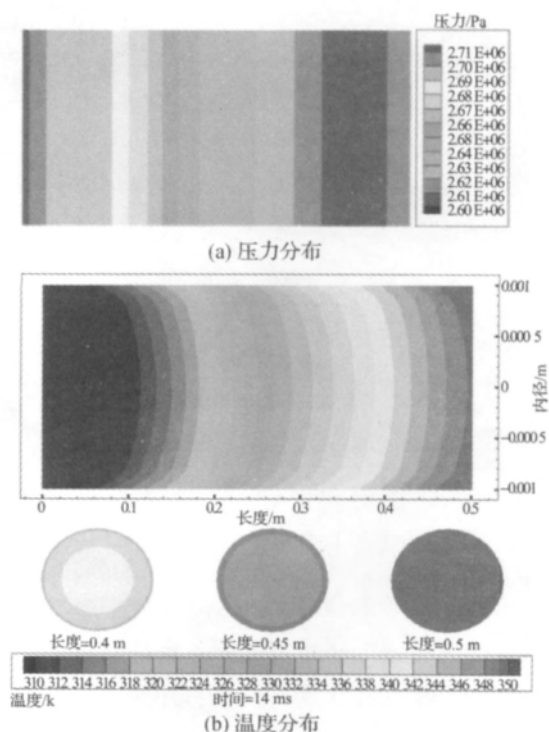 压力/Pa
2.71 E+06
2.70 E+06
2.69 E+06
2.68 E+06
2.67 E+06
2.66 E+06
2.68 E+06
2.64 E+06
2.63 E+06
2.62 E+06
2.61 E+06
2.60 E+06
(a) 压力分布
0.001
0.000 5
0
-0.000 5
-0.001
内径/m
0 0.1 0.2 0.3 0.4 0.5
长度/m
长度=0.4 m 长度=0.45 m 长度=0.5 m
310 312 314 316 318 320 322 324 326 328 330 332 334 336 338 340 342 344 346 348 350
温度/k 时间=14 ms
(b) 温度分布